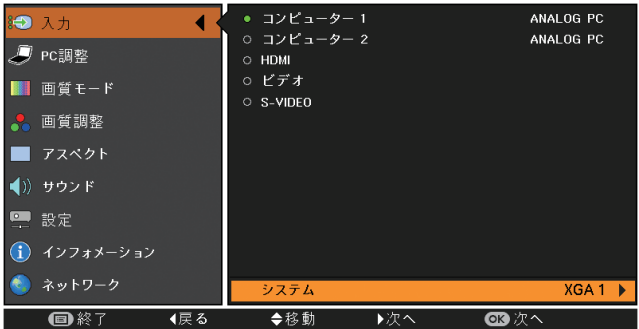 入力
PC調整
画質モード
画質調整
アスペクト
サウンド
設定
インフォメーション
ネットワーク
コンピューター 1 ANALOG PC
コンピューター 2 ANALOG PC
HDMI
ビデオ
S-VIDEO
システム XGA 1
終了 戻る 移動 次へ OK 次へ